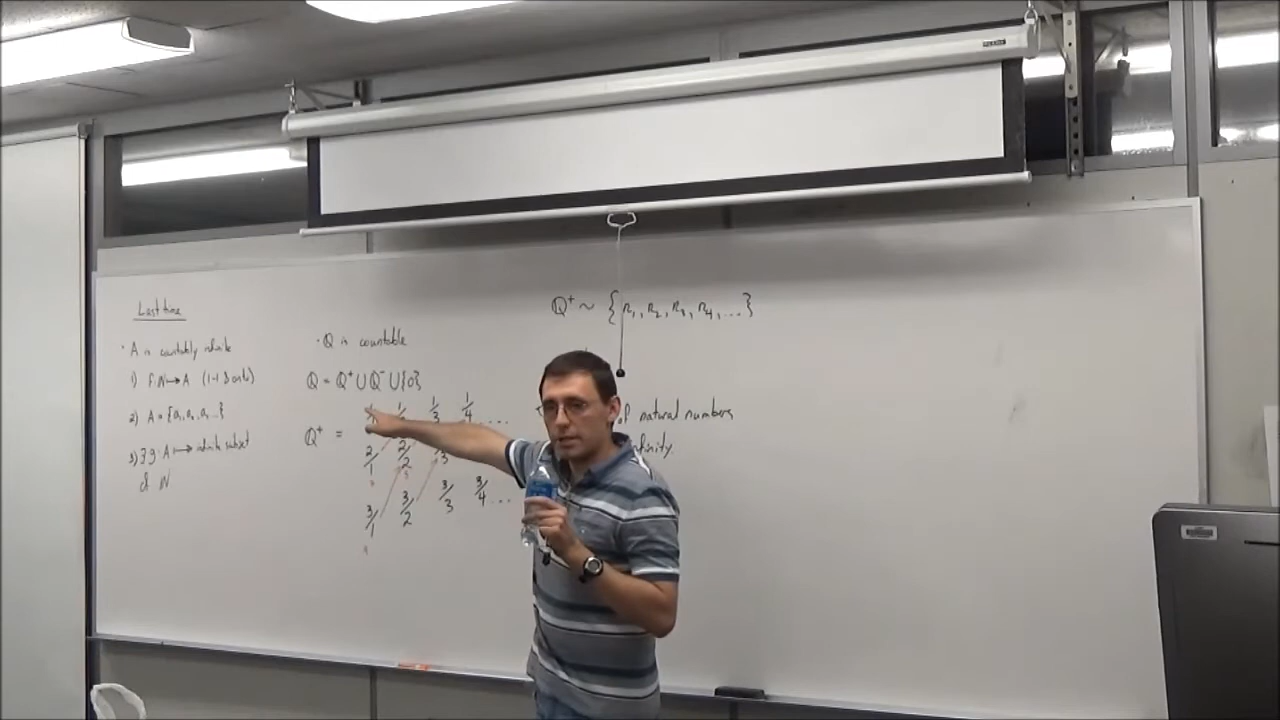 Last time
· A is countably infinite
1) f:N→A (1-1 & onto)
2) A = {a₁, a₂, a₃ ...}
3) ∃ g: A → infinite subset
of N
· Q is countable
Q = Q⁺ ∪ Q⁻ ∪ {0}
Q⁺ =
1/3 1/4 ....
2/1 2/2
3/1 3/2 3/3 3/4 ...
Q⁺ ~ {r₁, r₂, r₃, r₄, ...}
of natural numbers